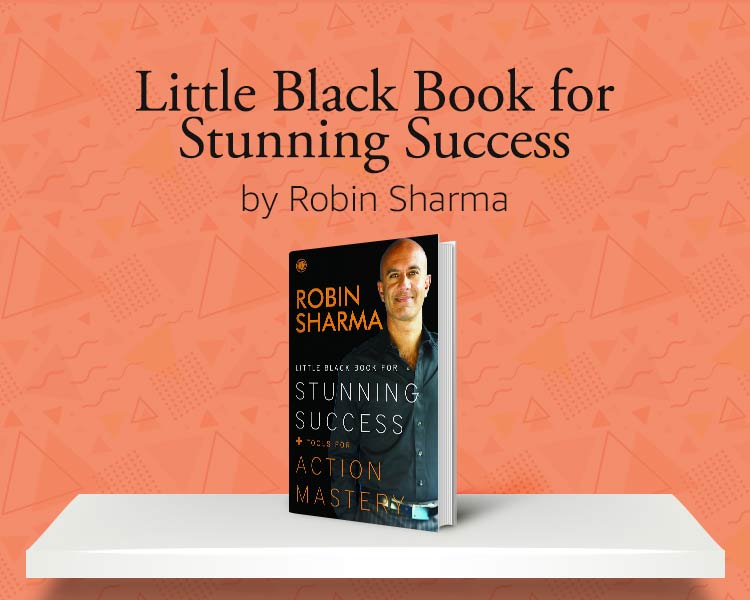 Little Black Book for
Stunning Success
by Robin Sharma
ROBIN
SHARMA
LITTLE BLACK BOOK FOR
STUNNING
SUCCESS
+ TOOLS FOR
ACTION
MASTERY